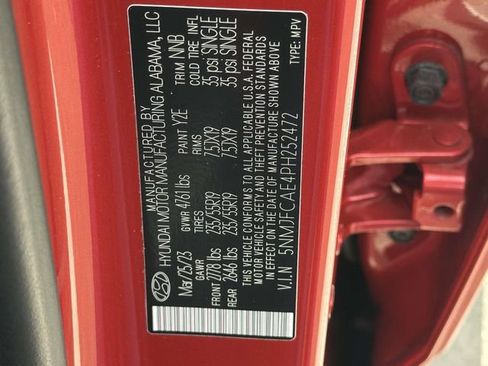 MANUFACTURED BY
HYUNDAI MOTOR MANUFACTURING ALABAMA, LLC
Mar/25/23 PAINT Y2E TRIM NNB
GVWR 4761 lbs
GAWR TIRES RIMS COLD TIRE INFL
FRONT 2778 lbs 235/55R19 7.5JX19 35 psi SINGLE
REAR 2646 lbs 235/55R19 7.5JX19 35 psi SINGLE
THIS VEHICLE CONFORMS TO ALL APPLICABLE U.S.A. FEDERAL
MOTOR VEHICLE SAFETY, BUMPER, AND THEFT PREVENTION STANDARDS
IN EFFECT ON THE DATE OF MANUFACTURE SHOWN ABOVE.
V.I.N 5NMJFCAE4PH252472 TYPE: MPV